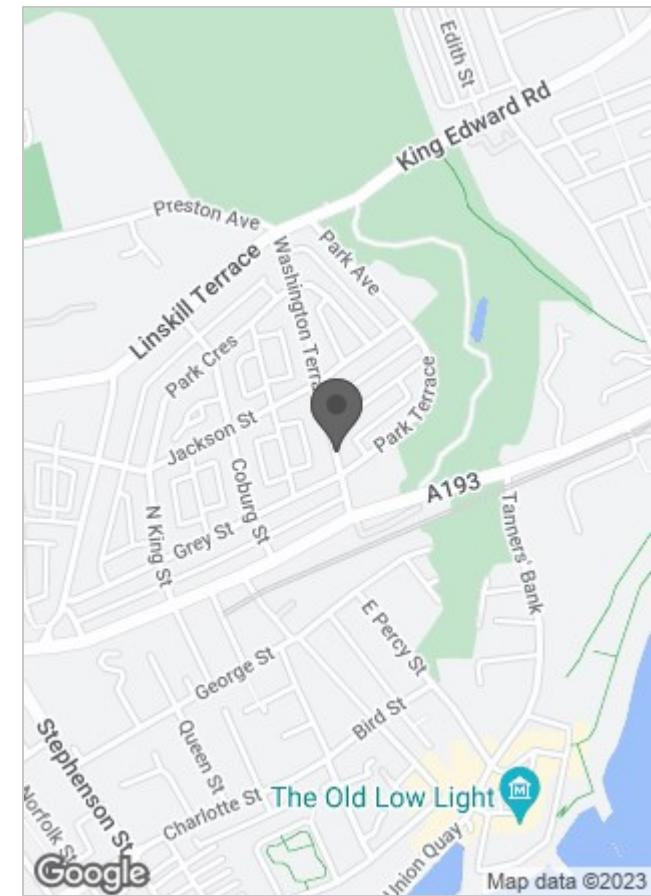 Edith St
King Edward Rd
Preston Ave
Washington Terra
Park Ave
Linskill Terrace
Park Cres
Park Terrace
Jackson St
Coburg St
A193
N King St
Grey St
Tanners' Bank
E Percy St
George St
Bird St
Queen St
Stephenson St
Charlotte St
Norfolk St
The Old Low Light
M
Union Quay
Google
Map data ©2023